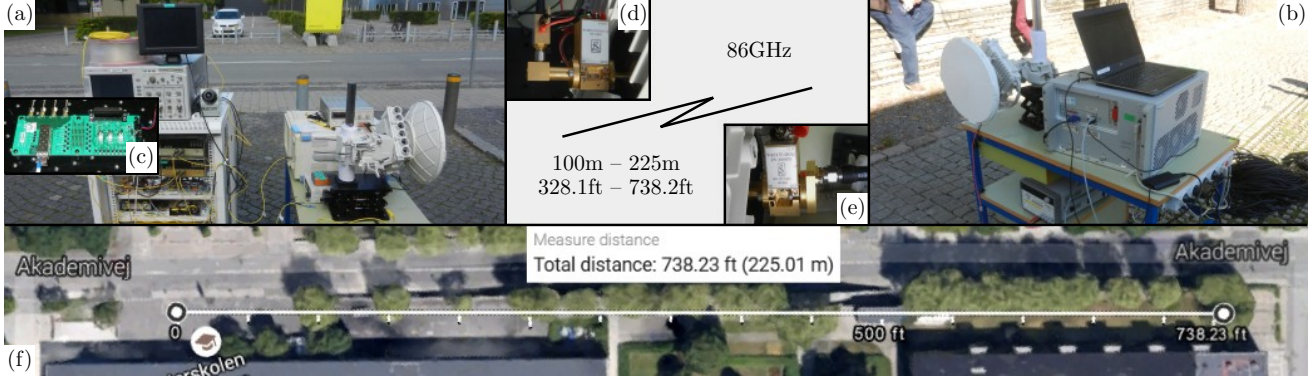 (a)
(d)
86GHz
(b)
(c)
100m – 225m
328.1ft – 738.2ft
(e)
Measure distance
Total distance: 738.23 ft (225.01 m)
Akademivej
Akademivej
0
500 ft
738.23 ft
(f)
erskolen